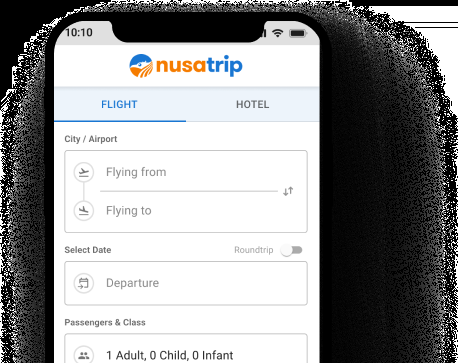 10:10
nusatrip
FLIGHT HOTEL
City / Airport
Flying from
Flying to
Select Date Roundtrip
Departure
Passengers & Class
1 Adult, 0 Child, 0 Infant